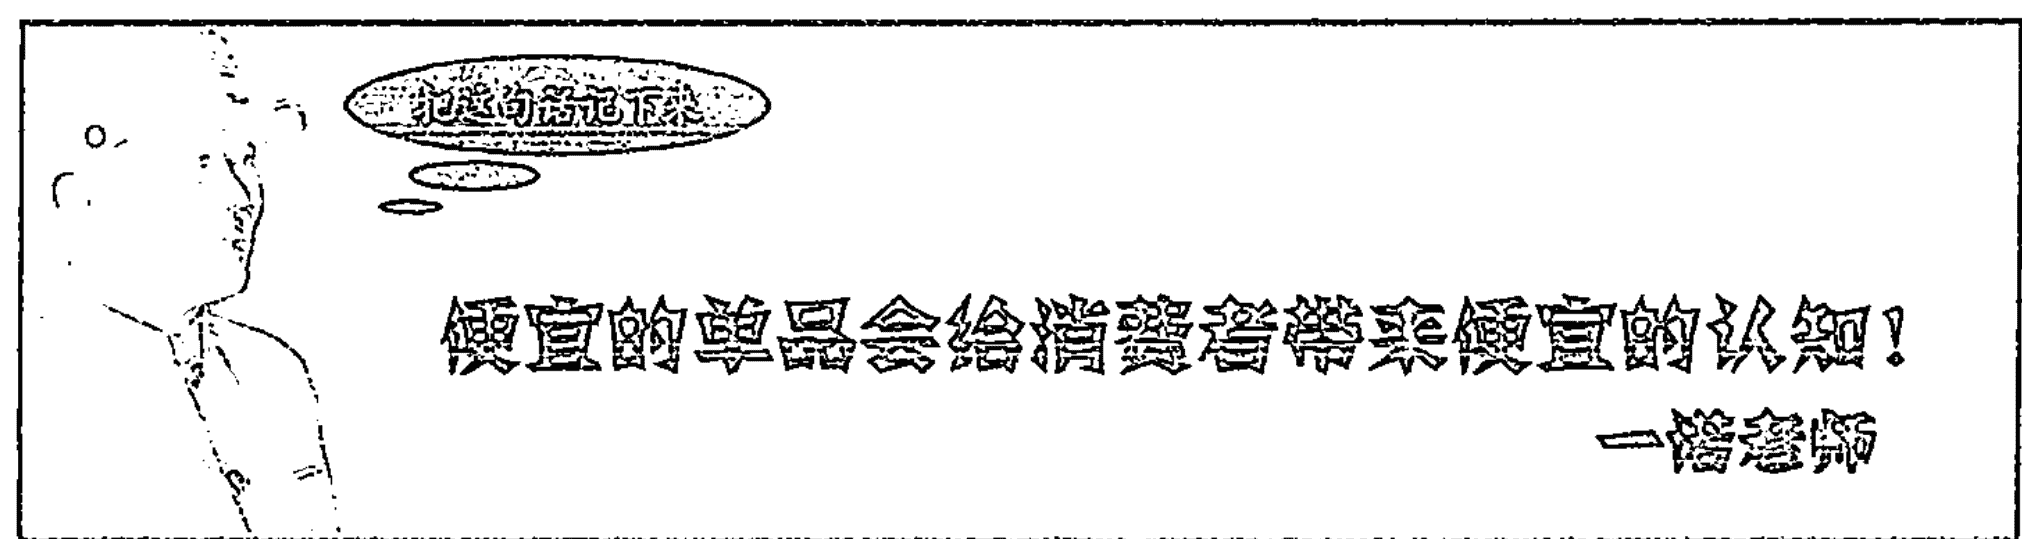 把这句话记下来
便宜的单品会给消费者带来便宜的认知！
一诺老师